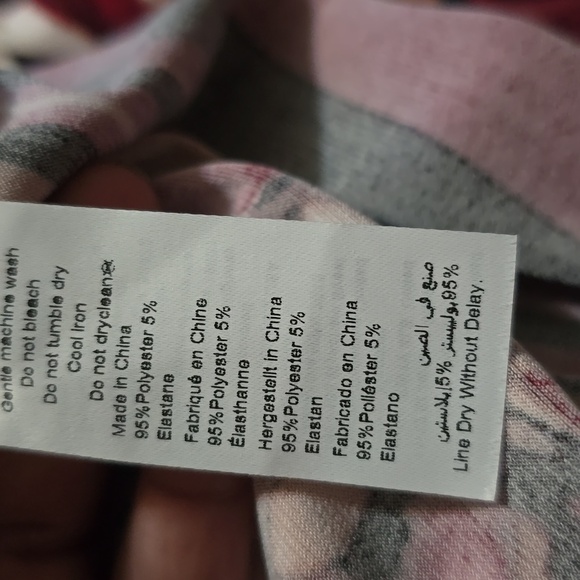 Gentle machine wash
Do not bleach
Do not tumble dry
Cool Iron
Do not dryclean
Made In China
95%Polyester 5%
Elastane
Fabriqué en Chine
95%Polyester 5%
Élasthanne
Hergestellt in China
95%Polyester 5%
Elastan
Fabricado en China
95%Poliéster 5%
Elastano
صنع في الصين
95%بوليستر 5%إيلاستين
Line Dry Without Delay.